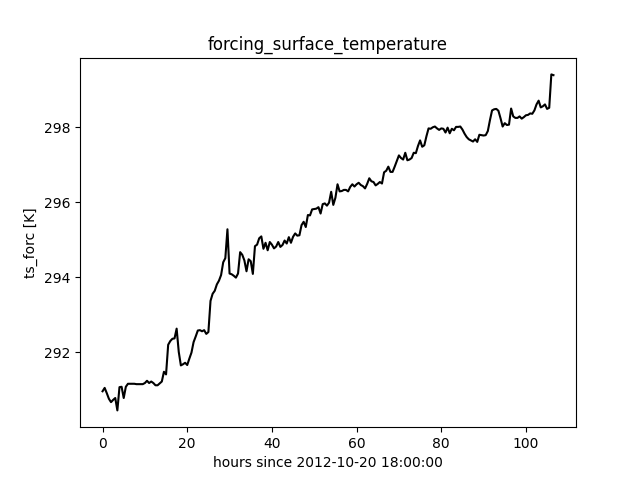 forcing_surface_temperature
ts_forc [K]
298
296
294
292
0 20 40 60 80 100
hours since 2012-10-20 18:00:00